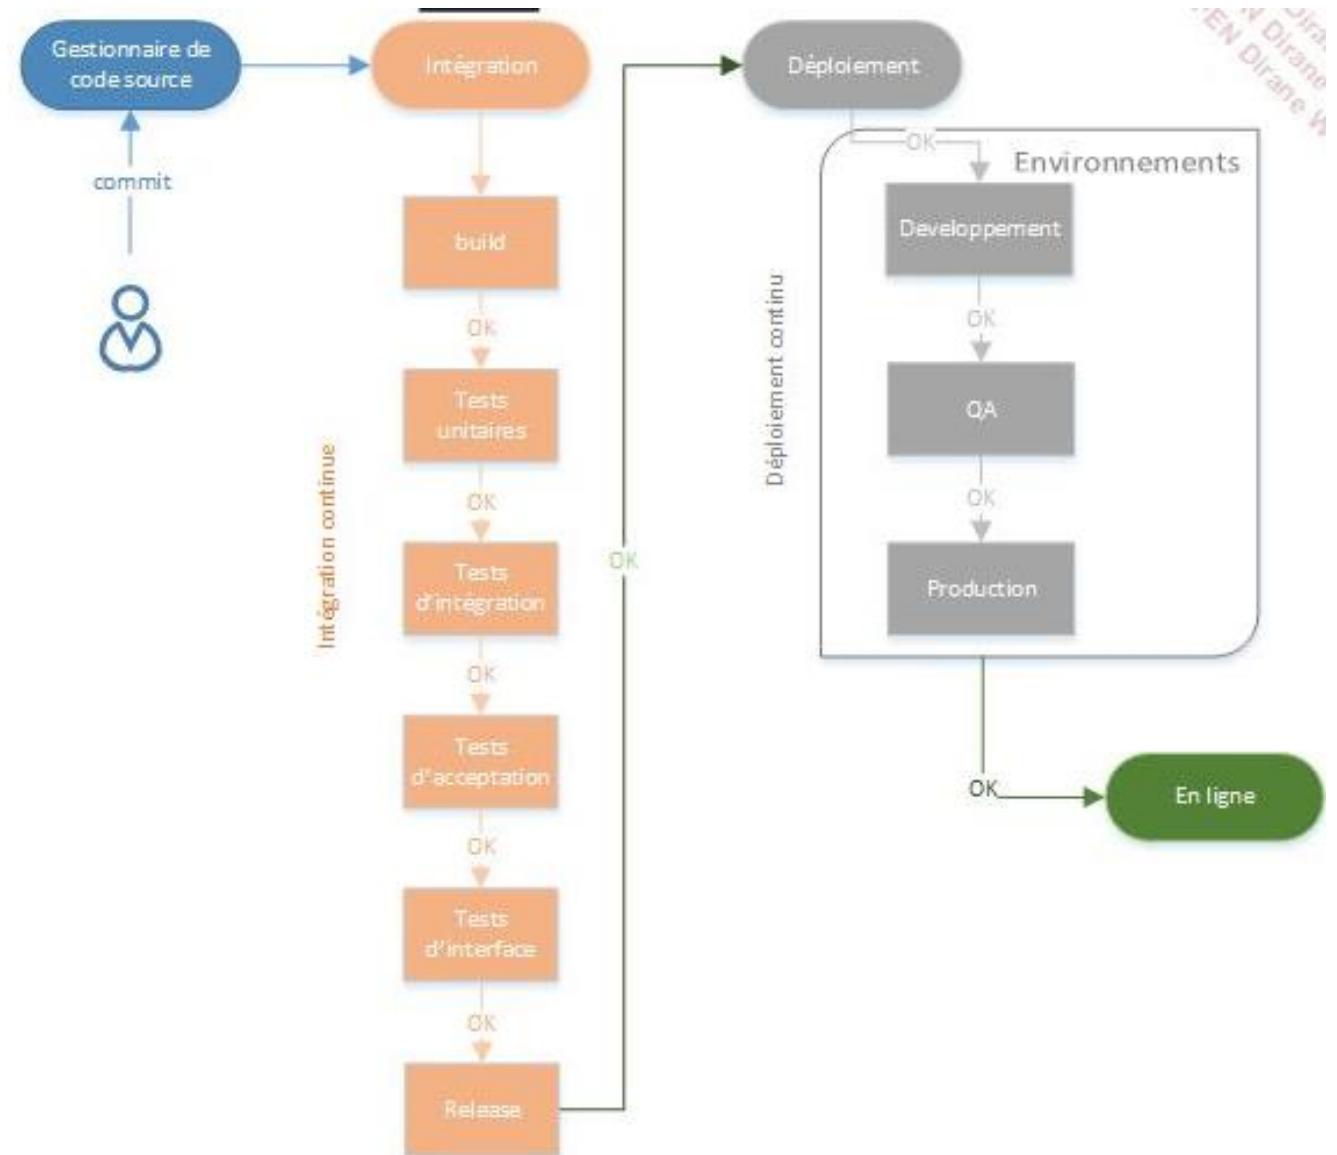 Gestionnaire de
code source
Intégration
Déploiement
commit
OK
Environnements
build
Developpement
OK
OK
Tests
unitaires
QA
Déploiement continu
OK
OK
Intégration continue
Tests
d'intégration
OK
Production
OK
Tests
d'acceptation
OK
En ligne
OK
Tests
d'interface
OK
Release